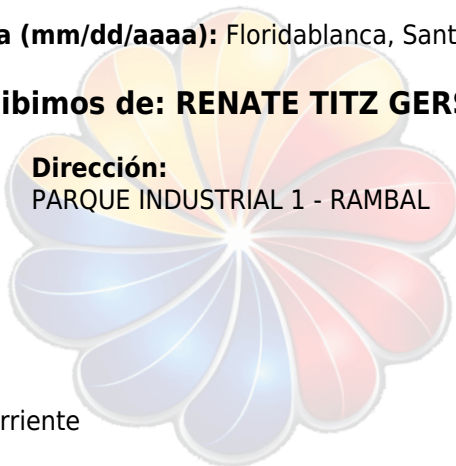 a (mm/dd/aaaa): Floridablanca, Sant
ibimos de: RENATE TITZ GERS
Dirección:
PARQUE INDUSTRIAL 1 - RAMBAL
rriente